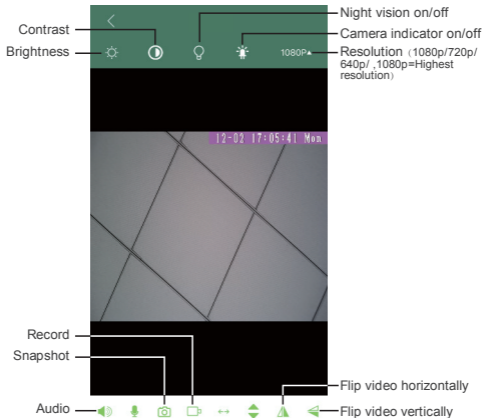 Night vision on/off
Contrast
Camera indicator on/off
Brightness
1080P
Resolution（1080p/720p/
640p/ ,1080p=Highest
resolution）
12-02 17:05:41 Mon
Record
Snapshot
Flip video horizontally
Audio
Flip video vertically